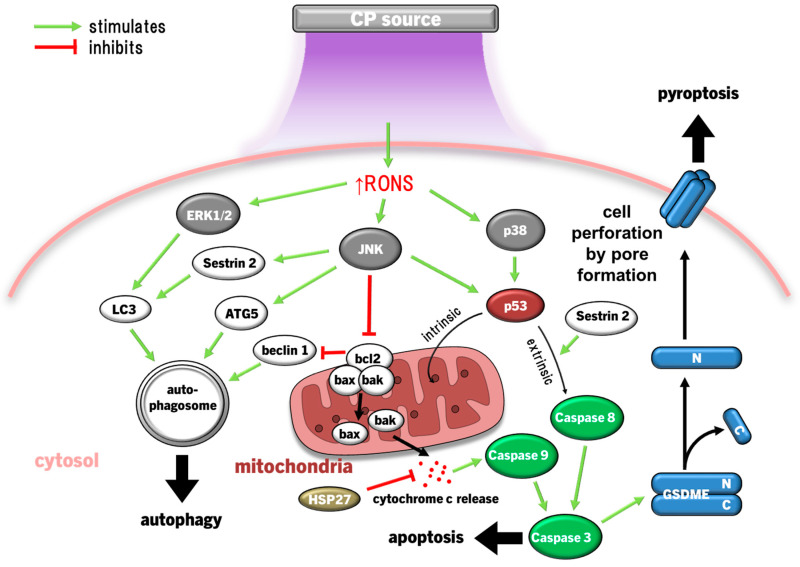 CP source
stimulates
inhibits
pyroptosis
↑RONS
ERK1/2
p38
JNK
cell
perforation
by pore
formation
Sestrin 2
LC3
ATG5
p53
Sestrin 2
intrinsic
extrinsic
beclin 1
bcl2
bax
bak
N
auto-
phagosome
bax
bak
Caspase 8
C
cytosol
mitochondria
Caspase 9
HSP27
cytochrome c release
GSDME
N
C
autophagy
apoptosis
Caspase 3